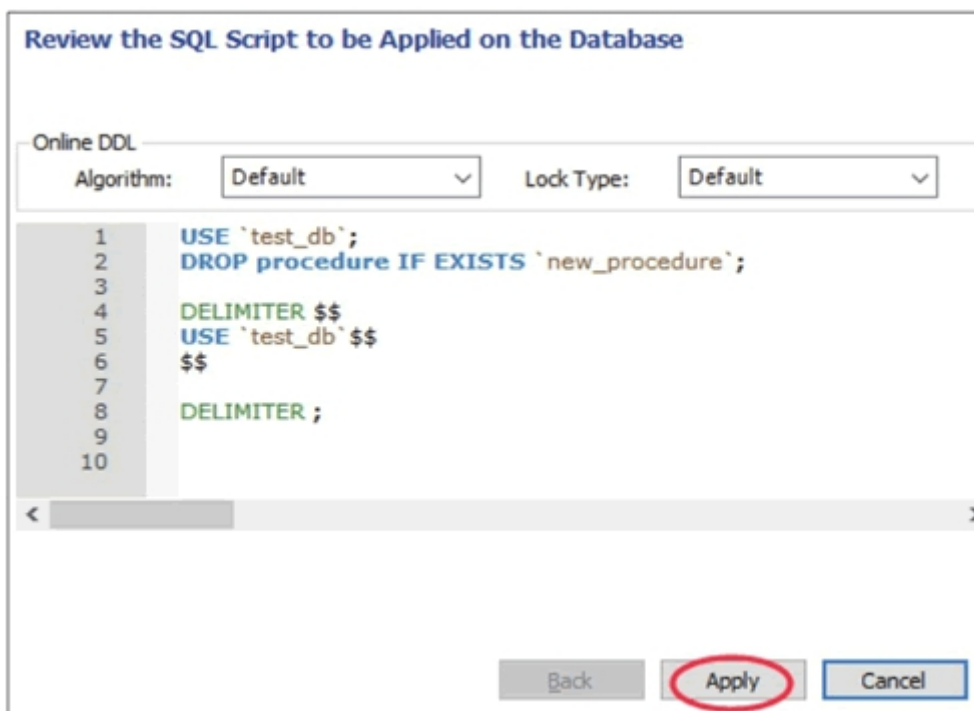 Review the SQL Script to be Applied on the Database
Online DDL
Algorithm: Default Lock Type: Default
1 USE `test_db`;
2 DROP procedure IF EXISTS `new_procedure`;
3
4 DELIMITER $$
5 USE `test_db`$$
6 $$
7
8 DELIMITER ;
9
10
Back Apply Cancel